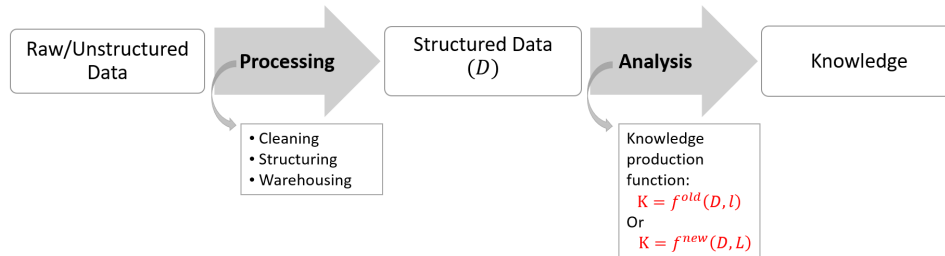 Raw/Unstructured
Data
Processing
Structured Data
(D)
Analysis
Knowledge
• Cleaning
• Structuring
• Warehousing
Knowledge
production
function:
K = f^{old}(D, l)
Or
K = f^{new}(D, L)